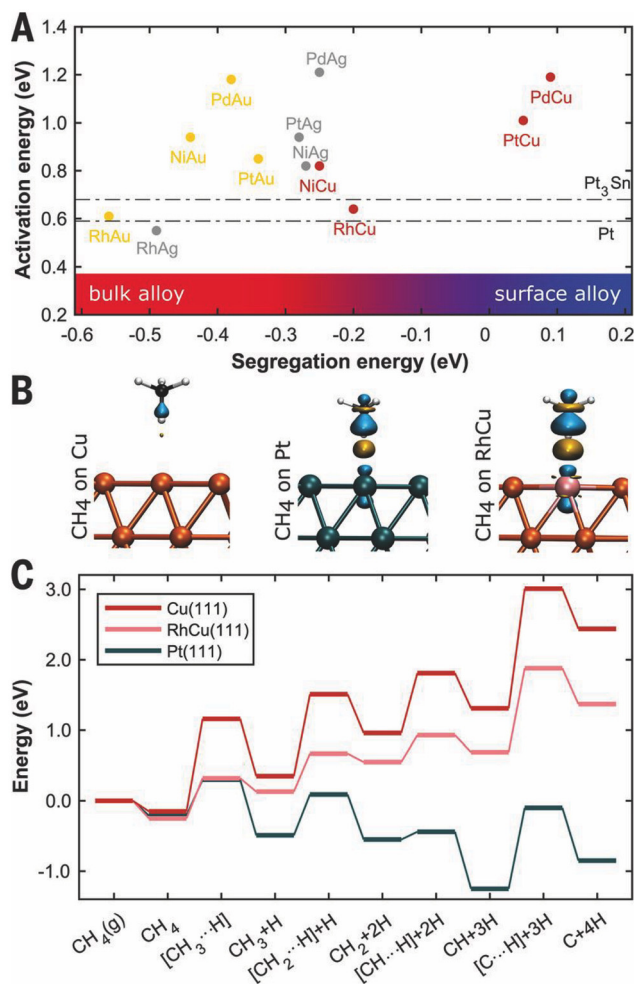 A
Activation energy (eV)
1.4
1.2
1.0
0.8
0.6
0.4
0.2
PdAg
PdAu
PdCu
PtAg
PtCu
NiAu
NiAg
PtAu
NiCu
Pt₃Sn
RhAu
RhAg
RhCu
Pt
bulk alloy
surface alloy
-0.6 -0.5 -0.4 -0.3 -0.2 -0.1 0 0.1 0.2
Segregation energy (eV)
B
CH4 on Cu
CH4 on Pt
CH4 on RhCu
C
Energy (eV)
3.0
2.0
1.0
0.0
-1.0
Cu(111)
RhCu(111)
Pt(111)
CH₄(g)
CH₄
[CH₃···H]
CH₃+H
[CH₂···H]+H
CH₂+2H
[CH···H]+2H
CH+3H
[C···H]+3H
C+4H